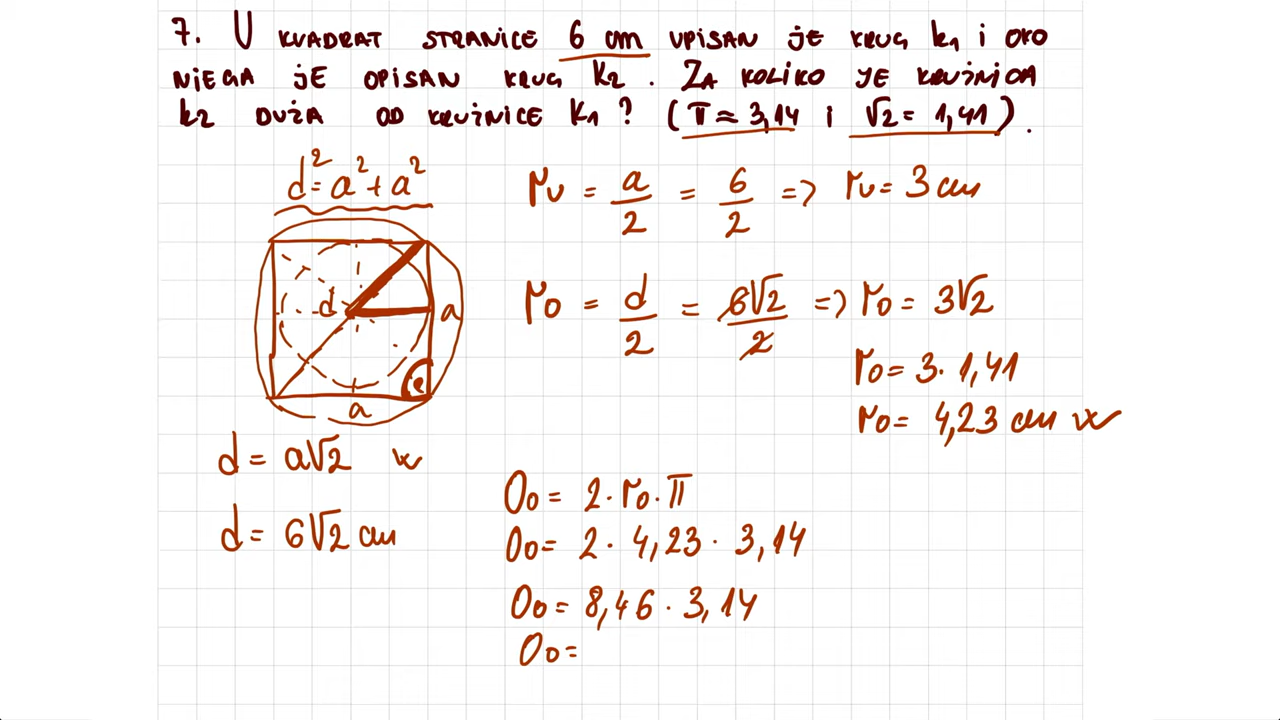 7. U KVADRAT STRANICE 6 cm UPISAN JE KRUG k1 i OKO
NJEGA JE OPISAN KRUG K2. ZA KOLIKO JE KRUŽNICA
k2 DUŽA OD KRUŽNICE K1? (π≈3,14 i √2=1,41).
d²=a²+a²
d
a
a
d = a√2
d = 6√2 cm
ru = a/2 = 6/2 => ru = 3 cm
ro = d/2 = 6√2/2 => ro = 3√2
ro = 3·1,41
ro = 4,23 cm
Oo = 2·ro·π
Oo = 2·4,23·3,14
Oo = 8,46·3,14
Oo =